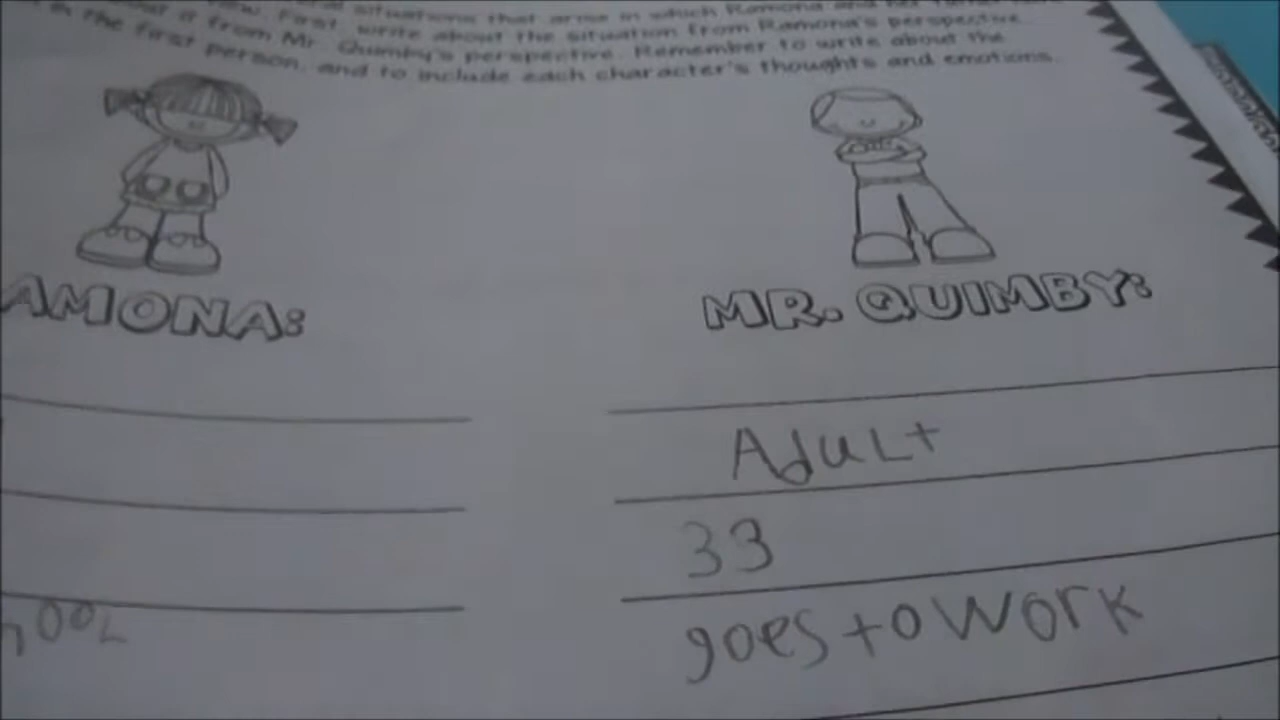 situations that arise in which Ramona and her
First, write about the situation from Ramona's perspective.
it from Mr. Quimby's perspective. Remember to write about the
the first person, and to include each character's thoughts and emotions.
AMONA:
MR. QUIMBY:
Adult
33
goes to work